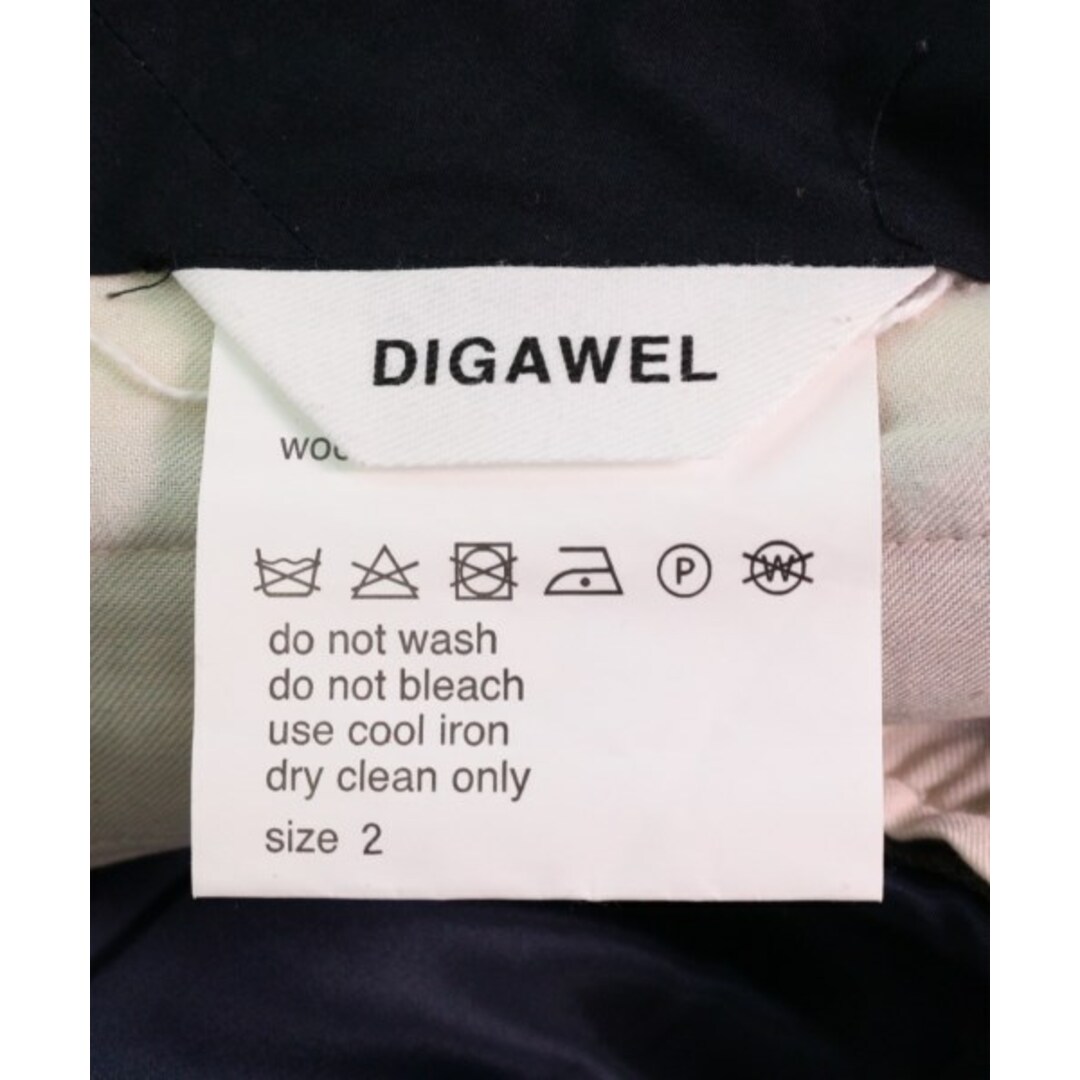 DIGAWEL
P
W
do not wash
do not bleach
use cool iron
dry clean only
size 2